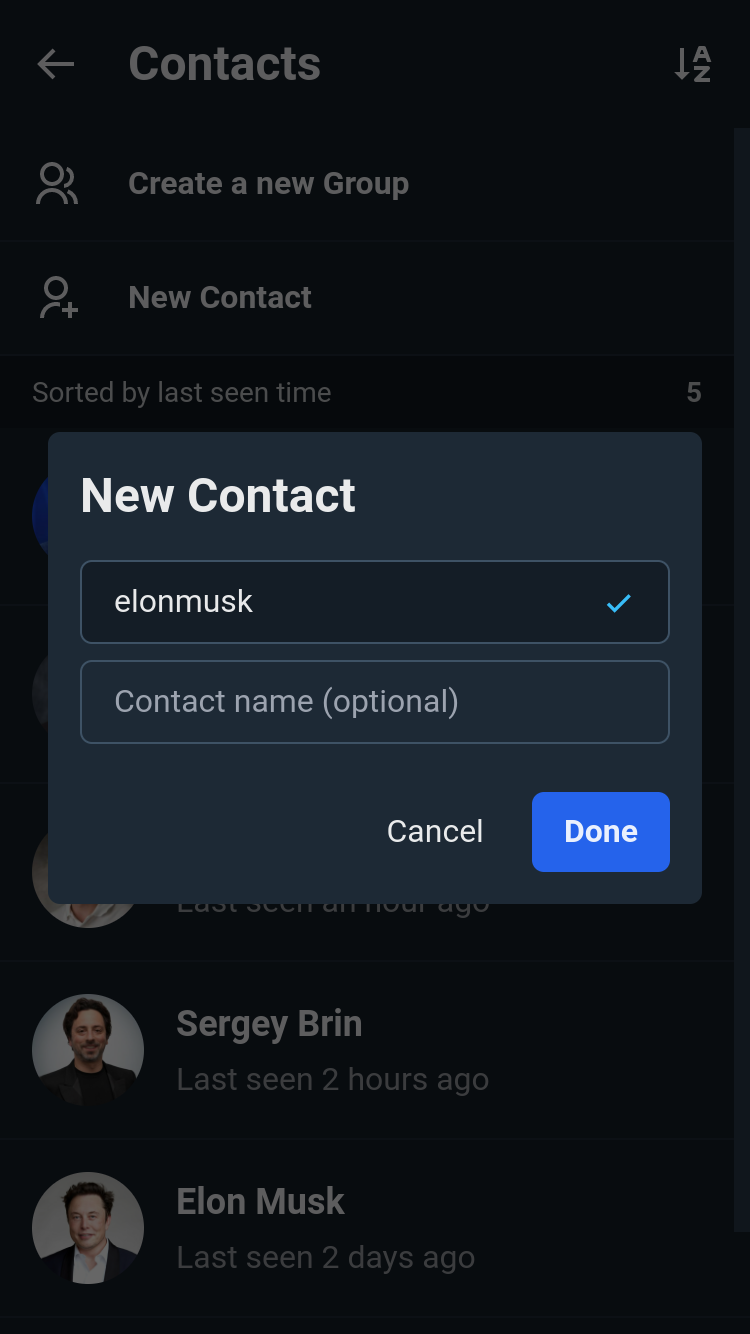 Contacts
Create a new Group
New Contact
Sorted by last seen time 5
New Contact
elonmusk
Contact name (optional)
Cancel Done
Last seen an hour ago
Sergey Brin
Last seen 2 hours ago
Elon Musk
Last seen 2 days ago